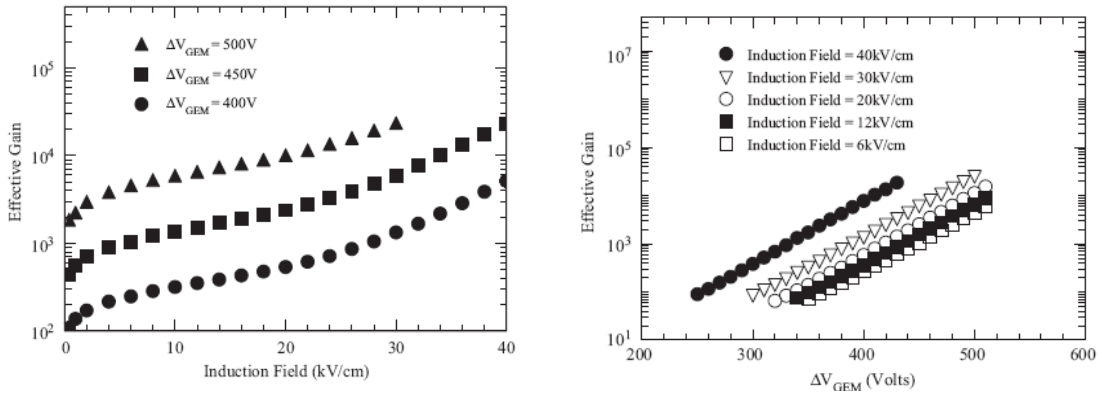 ΔV_GEM = 500V
ΔV_GEM = 450V
ΔV_GEM = 400V
10^5
10^4
10^3
10^2
Effective Gain
0 10 20 30 40
Induction Field (kV/cm)
Induction Field = 40kV/cm
Induction Field = 30kV/cm
Induction Field = 20kV/cm
Induction Field = 12kV/cm
Induction Field = 6kV/cm
10^7
10^5
10^3
10^1
Effective Gain
200 300 400 500 600
ΔV_GEM (Volts)